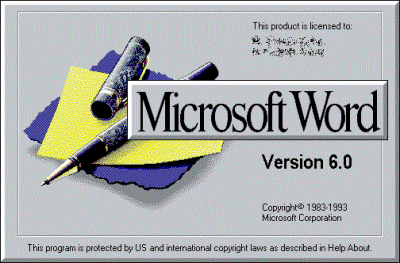 This product is licensed to:
Microsoft Word
Version 6.0
Copyright© 1983-1993
Microsoft Corporation
This program is protected by US and international copyright laws as described in Help About.